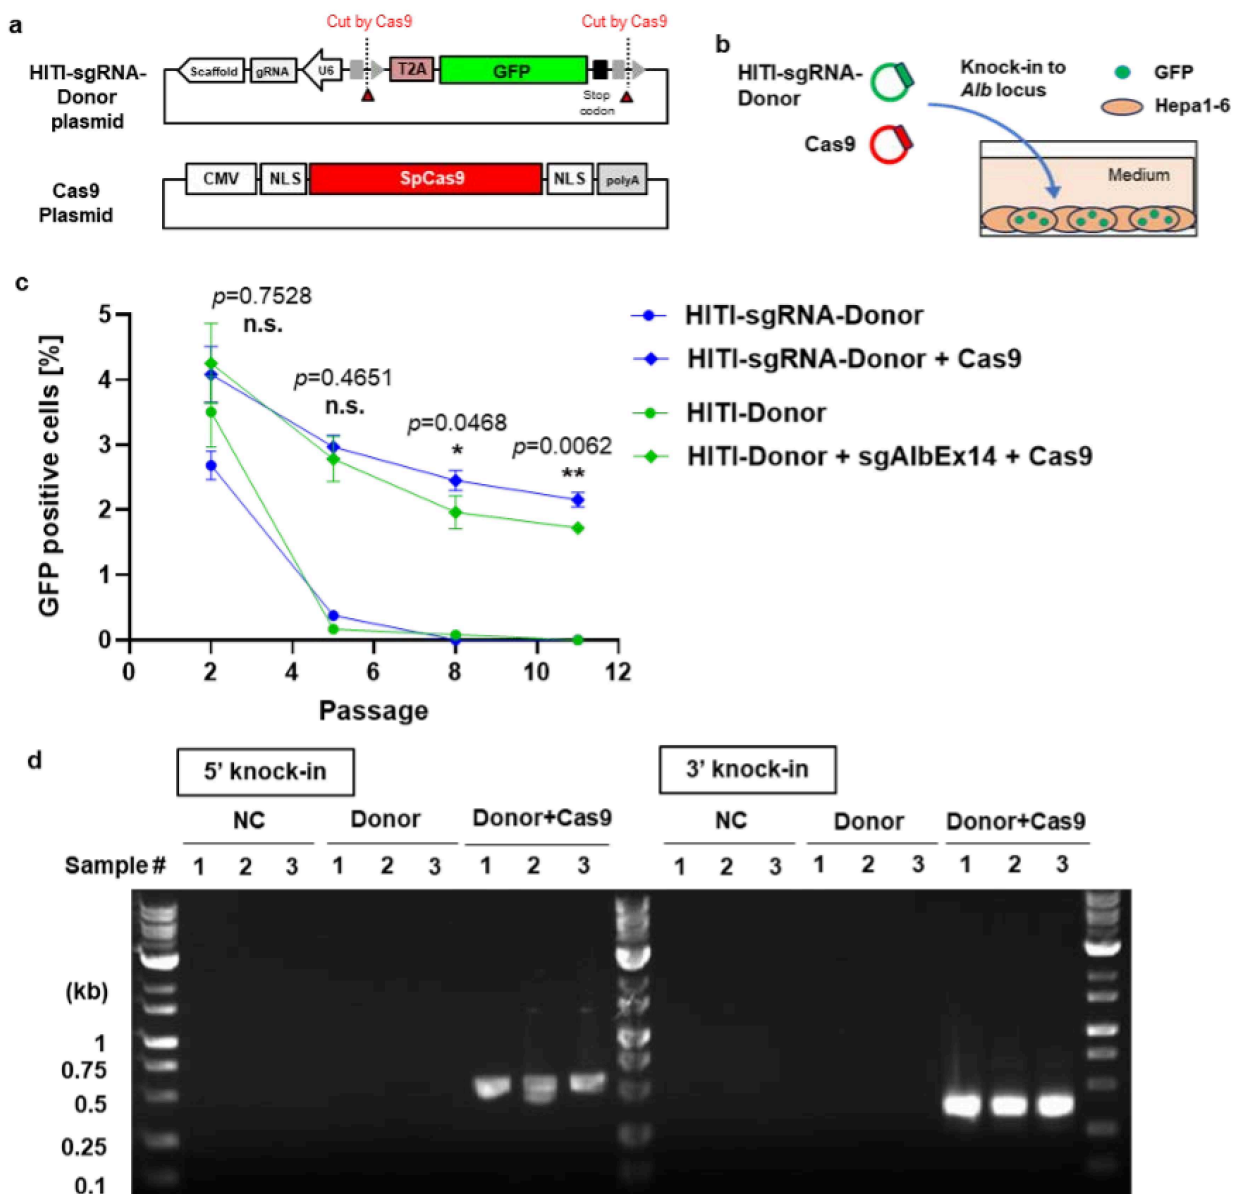 a
Cut by Cas9
Cut by Cas9
HITI-sgRNA-
Donor
plasmid
Scaffold
gRNA
U6
T2A
GFP
Stop
codon
Cas9
Plasmid
CMV
NLS
SpCas9
NLS
polyA
b
HITI-sgRNA-
Donor
Cas9
Knock-in to
Alb locus
GFP
Hepa1-6
Medium
c
GFP positive cells [%]
5
4
3
2
1
0
0 2 4 6 8 10 12
Passage
p=0.7528
n.s.
p=0.4651
n.s.
p=0.0468
*
p=0.0062
**
HITI-sgRNA-Donor
HITI-sgRNA-Donor + Cas9
HITI-Donor
HITI-Donor + sgAlbEx14 + Cas9
d
5’ knock-in
3’ knock-in
NC Donor Donor+Cas9 NC Donor Donor+Cas9
Sample # 1 2 3 1 2 3 1 2 3 1 2 3 1 2 3 1 2 3
(kb)
1
0.75
0.5
0.25
0.1